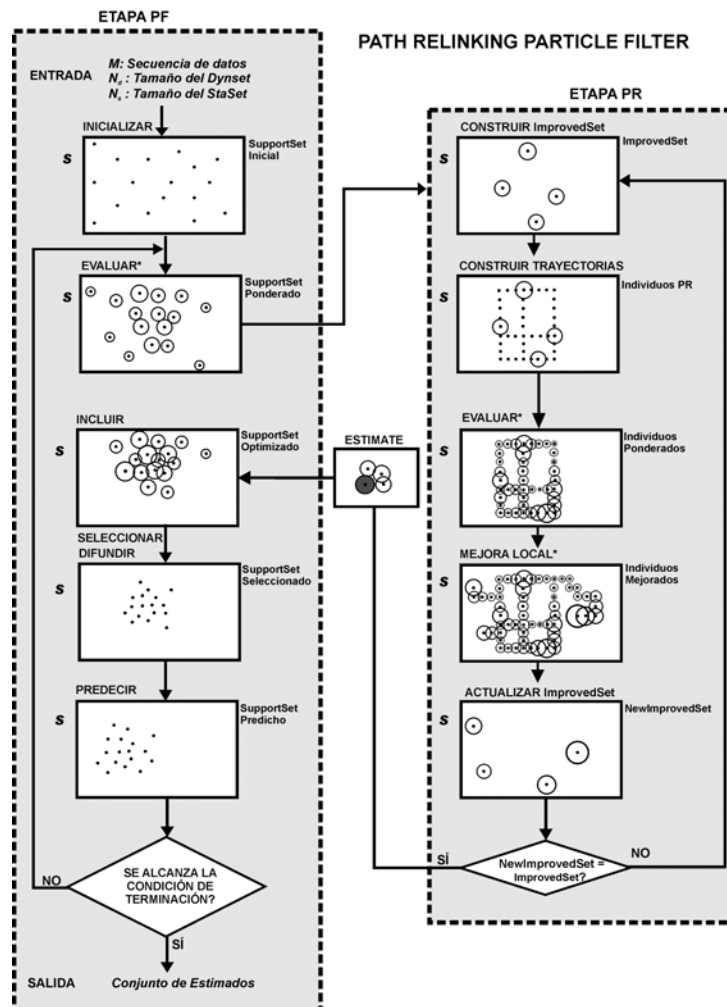 ETAPA PF
PATH RELINKING PARTICLE FILTER
ENTRADA
M: Secuencia de datos
Nd : Tamaño del Dynset
Ns : Tamaño del StaSet
INICIALIZAR
S
SupportSet
Inicial
EVALUAR*
S
SupportSet
Ponderado
INCLUIR
S
SupportSet
Optimizado
SELECCIONAR
DIFUNDIR
S
SupportSet
Seleccionado
PREDECIR
S
SupportSet
Predicho
NO
SE ALCANZA LA
CONDICIÓN DE
TERMINACIÓN?
SÍ
SALIDA
Conjunto de Estimados
ESTIMATE
ETAPA PR
CONSTRUIR ImprovedSet
S
ImprovedSet
CONSTRUIR TRAYECTORIAS
S
Individuos PR
EVALUAR*
S
Individuos
Ponderados
MEJORA LOCAL*
S
Individuos
Mejorados
ACTUALIZAR ImprovedSet
S
NewImprovedSet
SÍ
NewImprovedSet =
ImprovedSet?
NO